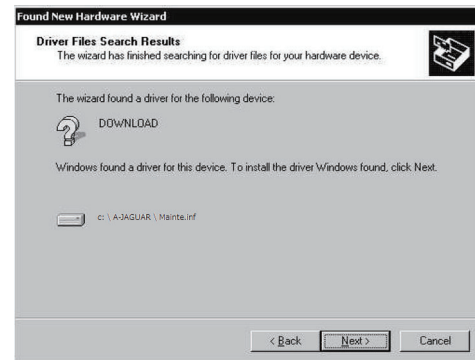 Found New Hardware Wizard
Driver Files Search Results
The wizard has finished searching for driver files for your hardware device.
The wizard found a driver for the following device:
DOWNLOAD
Windows found a driver for this device. To install the driver Windows found, click Next.
c: \ A-JAGUAR \ Mainte.inf
< Back Next > Cancel